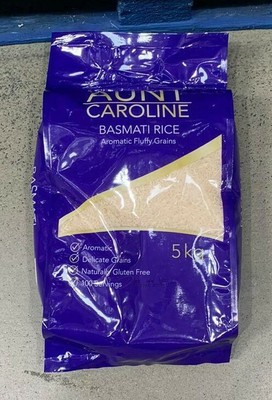 AUNT
CAROLINE
BASMATI RICE
Aromatic Fluffy Grains
Aromatic
5kg
Delicate Grains
Naturally Gluten Free
100 Servings